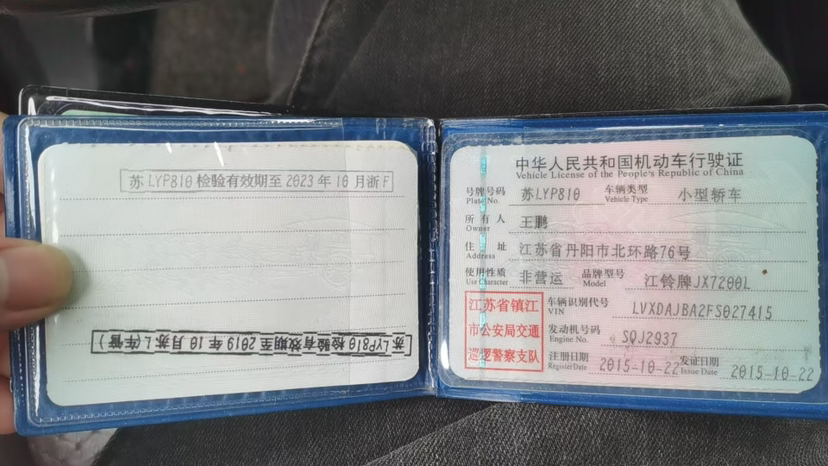 苏LYP810检验有效期至2023年10月浙F
苏LYP810检验有效期至2019年10月苏L(车管)
中华人民共和国机动车行驶证
Vehicle License of the People's Republic of China
号牌号码 苏LYP810 车辆类型 小型轿车
Plate No. Vehicle Type
所有人 王鹏
Owner
住址 江苏省丹阳市北环路76号
Address
使用性质 非营运 品牌型号 江铃牌JX7200L
Use Character Model
江苏省镇江
市公安局交通
巡逻警察支队
车辆识别代号 LVXDAJBA2FS027415
VIN
发动机号码 SQJ2937
Engine No.
注册日期 2015-10-22 发证日期 2015-10-22
Register Date Issue Date